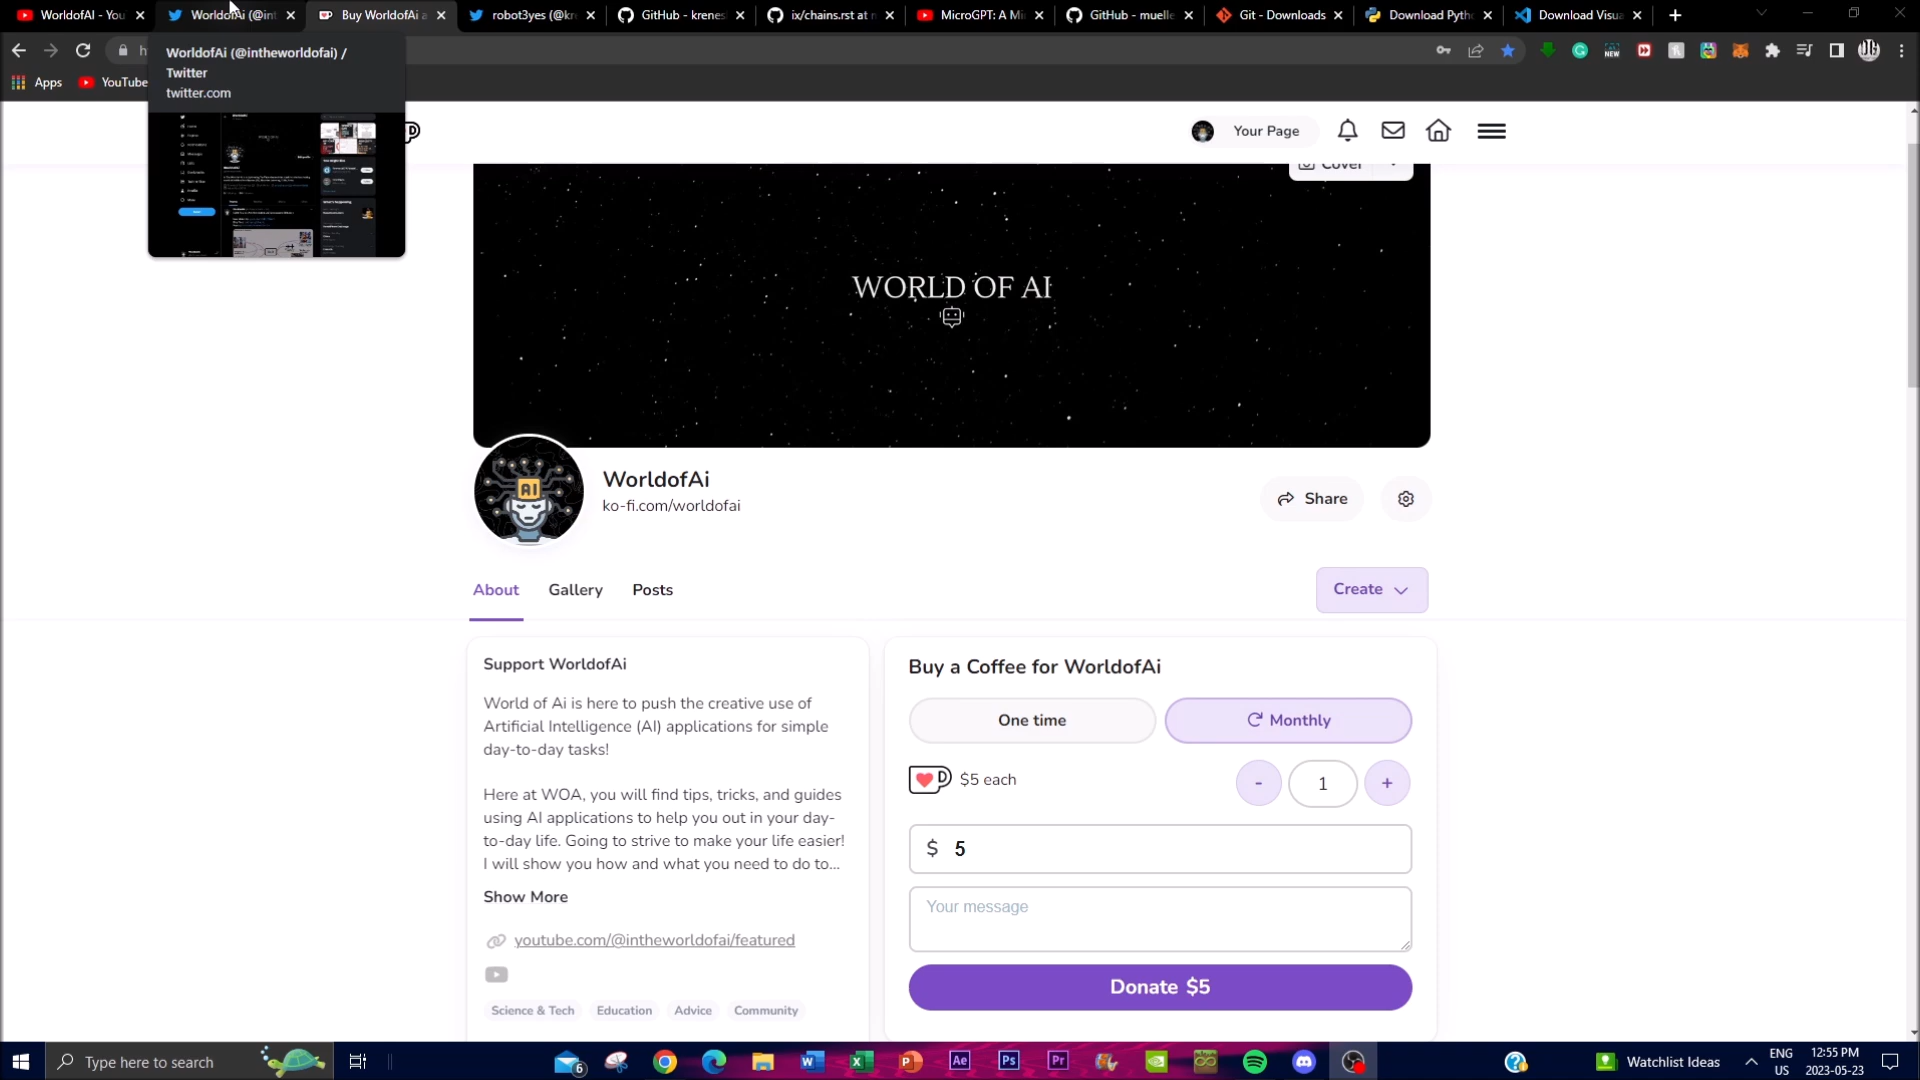 WorldofAI - You
WorldofAi (@int
Buy WorldofAi a
robot3yes (@kr
GitHub - krenes
ix/chains.rst at
MicroGPT: A Mi
GitHub - muelle
Git - Downloads
Download Pyth
Download Visua
WorldofAi (@intheworldofai) /
Twitter
twitter.com
Apps
YouTube
NEW
Your Page
Cover
WORLD OF AI
WorldofAi
ko-fi.com/worldofai
Share
About
Gallery
Posts
Create
Support WorldofAi
World of Ai is here to push the creative use of
Artificial Intelligence (AI) applications for simple
day-to-day tasks!
Here at WOA, you will find tips, tricks, and guides
using AI applications to help you out in your day-
to-day life. Going to strive to make your life easier!
I will show you how and what you need to do to...
Show More
youtube.com/@intheworldofai/featured
Science & Tech
Education
Advice
Community
Buy a Coffee for WorldofAi
One time
Monthly
$5 each
-
1
+
$ 5
Your message
Donate $5
Type here to search
6
Ae
Ps
Pr
Watchlist Ideas
ENG
US
12:55 PM
2023-05-23